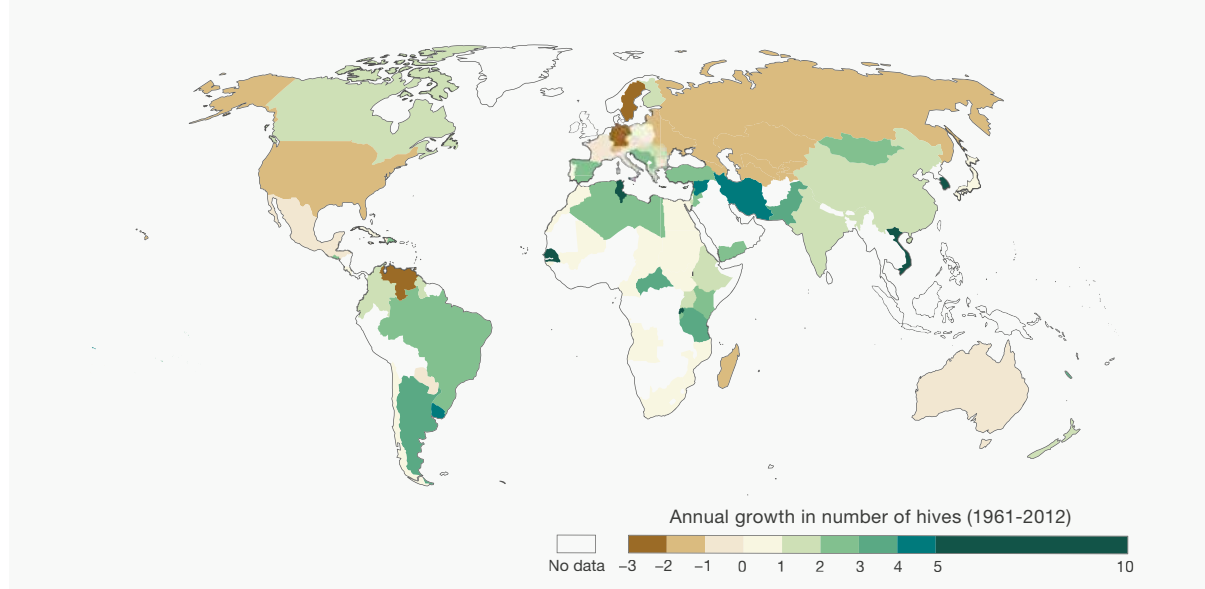 Annual growth in number of hives (1961-2012)
No data −3 −2 −1 0 1 2 3 4 5 10